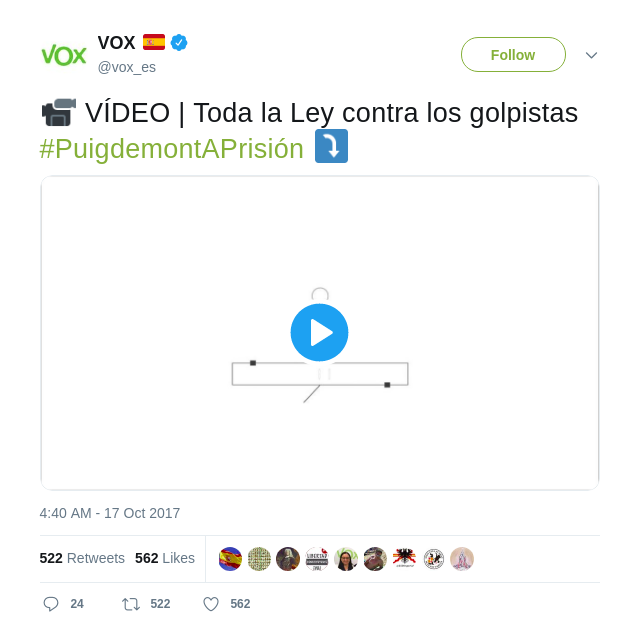 VOX
VOX
@vox_es
Follow
VÍDEO | Toda la Ley contra los golpistas
#PuigdemontAPrisión
4:40 AM - 17 Oct 2017
522 Retweets 562 Likes
24 522 562